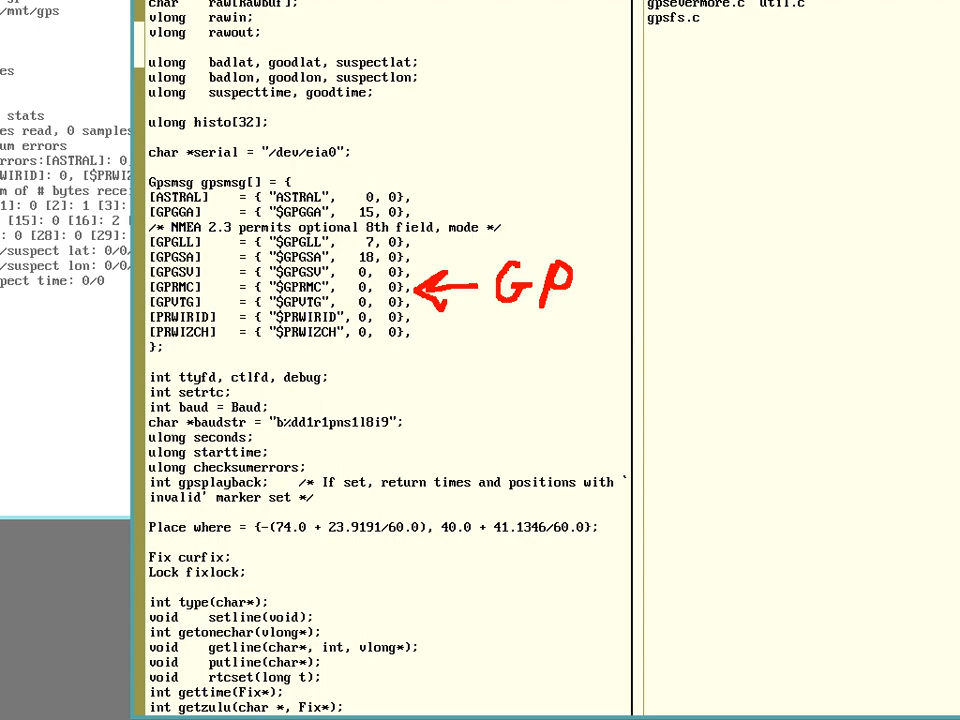 /mnt/gps
es
stats
es read, 0 samples
um errors
rrors:[ASTRAL]: 0,
WIRID]: 0, [$PRWIZ
m of # bytes rece
1]: 0 [2]: 1 [3]:
[15]: 0 [16]: 2
: 0 [28]: 0 [29]:
/suspect lat: 0/0/
/suspect lon: 0/0/
pect time: 0/0
char    raw[Rawbuf];
vlong   rawin;
vlong   rawout;
ulong   badlat, goodlat, suspectlat;
ulong   badlon, goodlon, suspectlon;
ulong   suspecttime, goodtime;
ulong histo[32];
char *serial = "/dev/eia0";
Gpsmsg gpsmsg[] = {
[ASTRAL]    = { "ASTRAL",    0, 0},
[GPGGA]     = { "$GPGGA",   15, 0},
/* NMEA 2.3 permits optional 8th field, mode */
[GPGLL]     = { "$GPGLL",    7, 0},
[GPGSA]     = { "$GPGSA",   18, 0},
[GPGSV]     = { "$GPGSV",   0,  0},
[GPRMC]     = { "$GPRMC",   0,  0},
[GPVTG]     = { "$GPVTG",   0,  0},
[PRWIRID]   = { "$PRWIRID", 0,  0},
[PRWIZCH]   = { "$PRWIZCH", 0,  0},
};
GP
int ttyfd, ctlfd, debug;
int setrtc;
int baud = Baud;
char *baudstr = "b%dd1r1pns1l8i9";
ulong seconds;
ulong starttime;
ulong checksumerrors;
int gpsplayback;    /* If set, return times and positions with `
invalid' marker set */
Place where = {-(74.0 + 23.9191/60.0), 40.0 + 41.1346/60.0};
Fix curfix;
Lock fixlock;
int type(char*);
void    setline(void);
int getonechar(vlong*);
void    getline(char*, int, vlong*);
void    putline(char*);
void    rtcset(long t);
int gettime(Fix*);
int getzulu(char *, Fix*);
gpsevermore.c  util.c
gpsfs.c